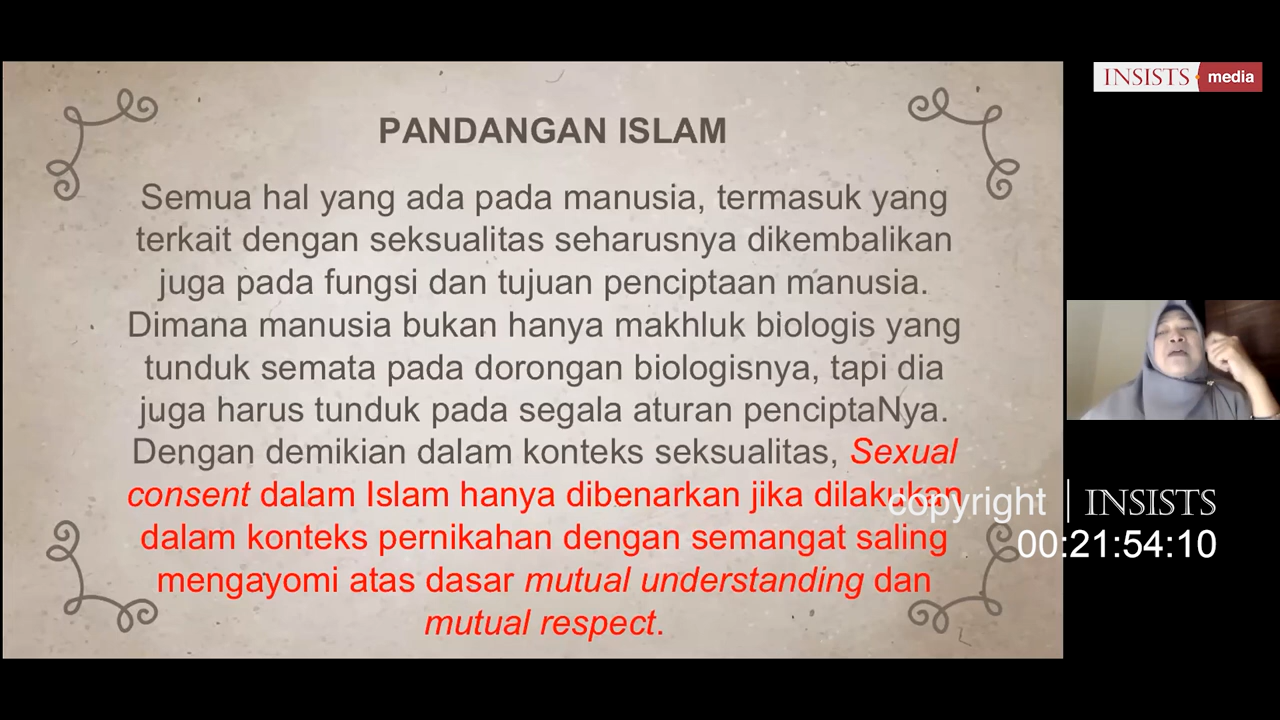 PANDANGAN ISLAM
Semua hal yang ada pada manusia, termasuk yang
terkait dengan seksualitas seharusnya dikembalikan
juga pada fungsi dan tujuan penciptaan manusia.
Dimana manusia bukan hanya makhluk biologis yang
tunduk semata pada dorongan biologisnya, tapi dia
juga harus tunduk pada segala aturan penciptaNya.
Dengan demikian dalam konteks seksualitas, Sexual
consent dalam Islam hanya dibenarkan jika dilakukan
dalam konteks pernikahan dengan semangat saling
mengayomi atas dasar mutual understanding dan
mutual respect.
INSISTS media
copyright | INSISTS
00:21:54:10